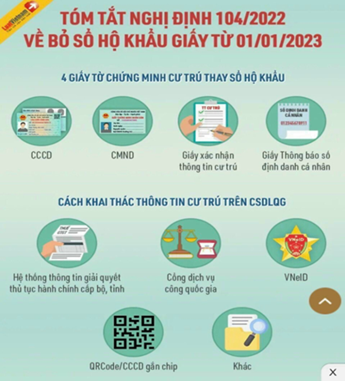 TÓM TẮT NGHỊ ĐỊNH 104/2022
VỀ BỎ SỔ HỘ KHẨU GIẤY TỪ 01/01/2023
4 GIẤY TỜ CHỨNG MINH CƯ TRÚ THAY SỔ HỘ KHẨU
CCCD
CMND
Giấy xác nhận
thông tin cư trú
Giấy Thông báo số
định danh cá nhân
CÁCH KHAI THÁC THÔNG TIN CƯ TRÚ TRÊN CSDLQG
Hệ thống thông tin giải quyết
thủ tục hành chính cấp bộ, tỉnh
Cổng dịch vụ
công quốc gia
VNeID
QRCode/CCCD gắn chip
Khác
X